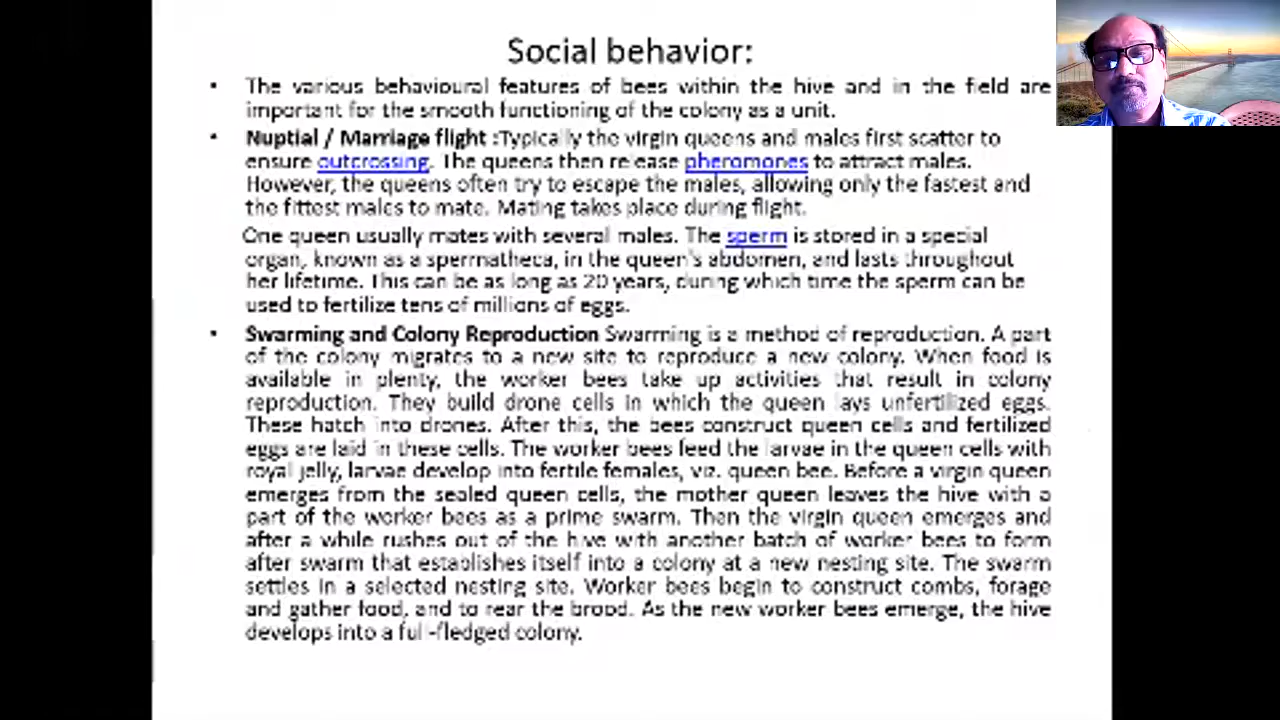 Social behavior:
• The various behavioural features of bees within the hive and in the field are
important for the smooth functioning of the colony as a unit.
• Nuptial / Marriage flight :Typically the virgin queens and males first scatter to
ensure outcrossing. The queens then release pheromones to attract males.
However, the queens often try to escape the males, allowing only the fastest and
the fittest males to mate. Mating takes place during flight.
One queen usually mates with several males. The sperm is stored in a special
organ, known as a spermatheca, in the queen's abdomen, and lasts throughout
her lifetime. This can be as long as 20 years, during which time the sperm can be
used to fertilize tens of millions of eggs.
• Swarming and Colony Reproduction Swarming is a method of reproduction. A part
of the colony migrates to a new site to reproduce a new colony. When food is
available in plenty, the worker bees take up activities that result in colony
reproduction. They build drone cells in which the queen lays unfertilized eggs.
These hatch into drones. After this, the bees construct queen cells and fertilized
eggs are laid in these cells. The worker bees feed the larvae in the queen cells with
royal jelly, larvae develop into fertile females, viz. queen bee. Before a virgin queen
emerges from the sealed queen cells, the mother queen leaves the hive with a
part of the worker bees as a prime swarm. Then the virgin queen emerges and
after a while rushes out of the hive with another batch of worker bees to form
after swarm that establishes itself into a colony at a new nesting site. The swarm
settles in a selected nesting site. Worker bees begin to construct combs, forage
and gather food, and to rear the brood. As the new worker bees emerge, the hive
develops into a full-fledged colony.